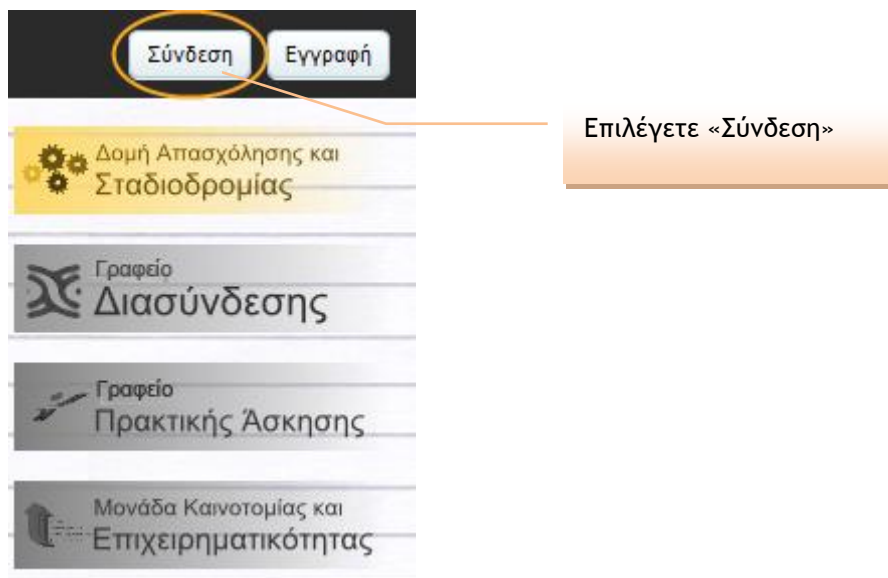 Σύνδεση Εγγραφή
Επιλέγετε «Σύνδεση»
Δομή Απασχόλησης και
Σταδιοδρομίας
Γραφείο
Διασύνδεσης
Γραφείο
Πρακτικής Άσκησης
Μονάδα Καινοτομίας και
Επιχειρηματικότητας